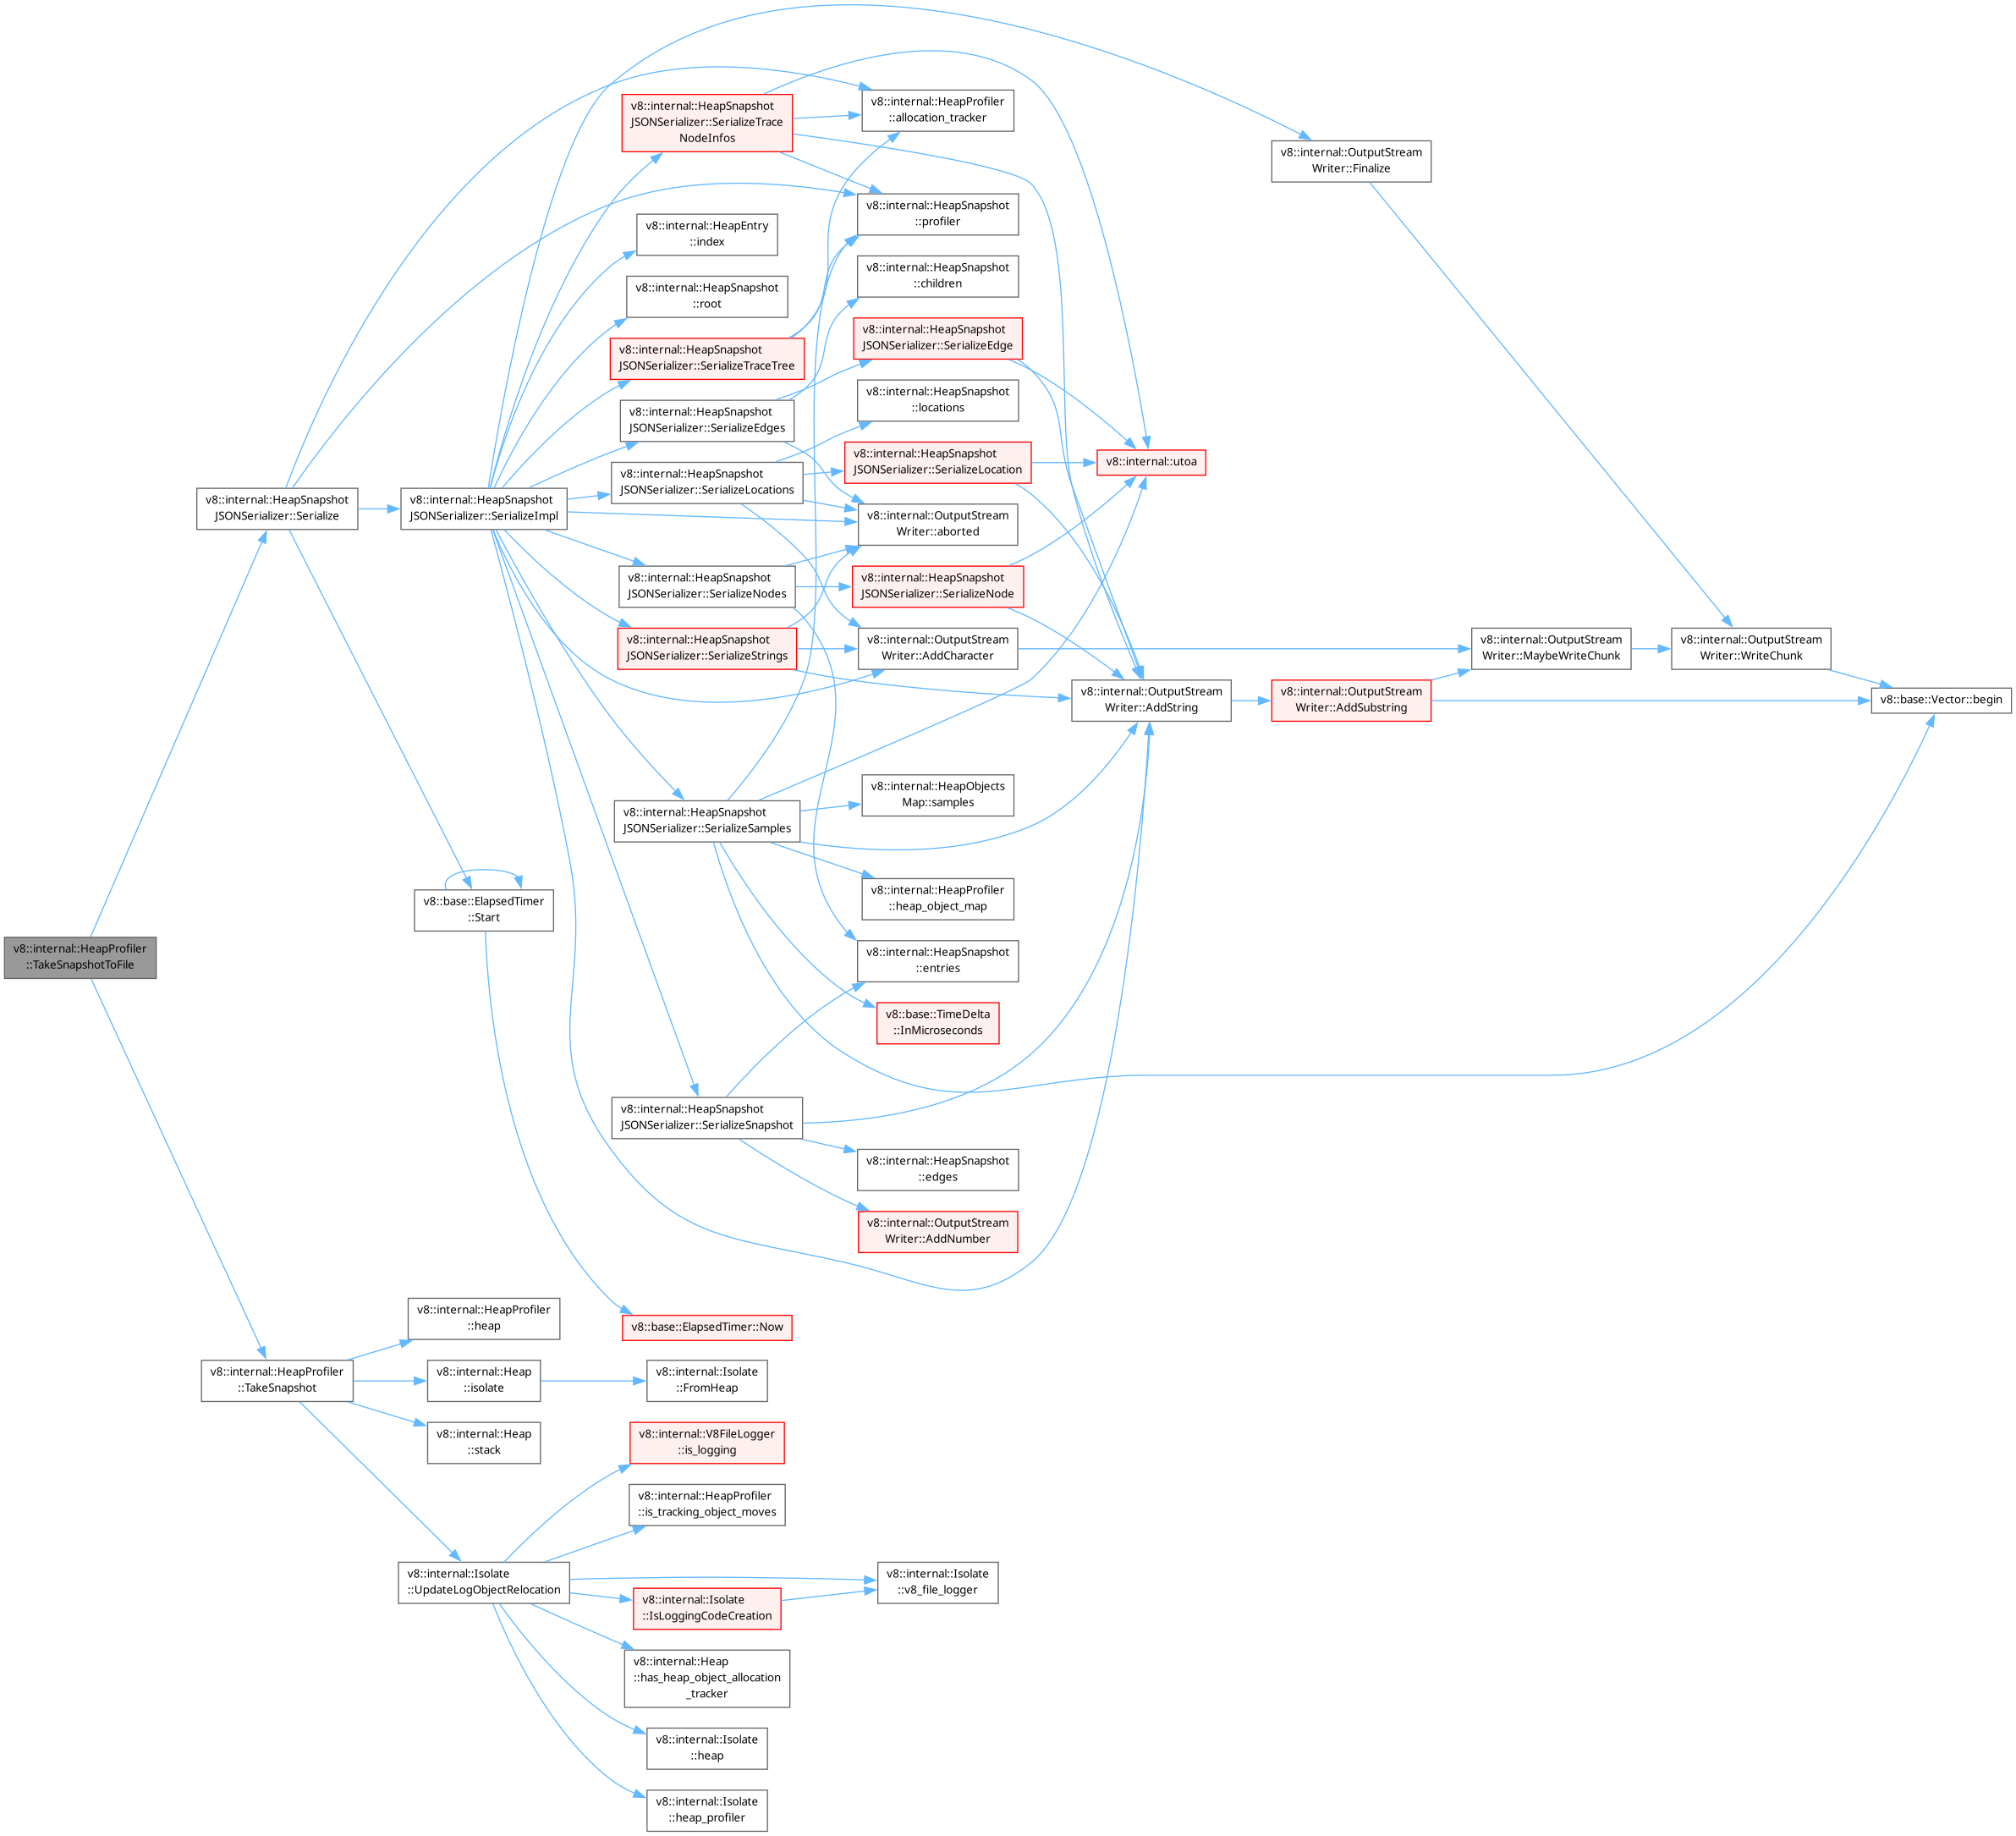 v8::internal::HeapProfiler
::TakeSnapshotToFile
v8::internal::HeapSnapshot
JSONSerializer::Serialize
v8::internal::HeapProfiler
::TakeSnapshot
v8::internal::HeapSnapshot
JSONSerializer::SerializeImpl
v8::base::ElapsedTimer
::Start
v8::internal::HeapProfiler
::heap
v8::internal::Heap
::isolate
v8::internal::Heap
::stack
v8::internal::Isolate
::UpdateLogObjectRelocation
v8::internal::HeapSnapshot
JSONSerializer::SerializeTrace
NodeInfos
v8::internal::HeapEntry
::index
v8::internal::HeapSnapshot
::root
v8::internal::HeapSnapshot
JSONSerializer::SerializeTraceTree
v8::internal::HeapSnapshot
JSONSerializer::SerializeEdges
v8::internal::HeapSnapshot
JSONSerializer::SerializeLocations
v8::internal::HeapSnapshot
JSONSerializer::SerializeNodes
v8::internal::HeapSnapshot
JSONSerializer::SerializeStrings
v8::internal::HeapSnapshot
JSONSerializer::SerializeSamples
v8::internal::HeapSnapshot
JSONSerializer::SerializeSnapshot
v8::base::ElapsedTimer::Now
v8::internal::Isolate
::FromHeap
v8::internal::V8FileLogger
::is_logging
v8::internal::HeapProfiler
::is_tracking_object_moves
v8::internal::Isolate
::IsLoggingCodeCreation
v8::internal::Heap
::has_heap_object_allocation
_tracker
v8::internal::Isolate
::heap
v8::internal::Isolate
::heap_profiler
v8::internal::HeapProfiler
::allocation_tracker
v8::internal::HeapSnapshot
::profiler
v8::internal::HeapSnapshot
::children
v8::internal::HeapSnapshot
JSONSerializer::SerializeEdge
v8::internal::HeapSnapshot
::locations
v8::internal::HeapSnapshot
JSONSerializer::SerializeLocation
v8::internal::OutputStream
Writer::aborted
v8::internal::HeapSnapshot
JSONSerializer::SerializeNode
v8::internal::OutputStream
Writer::AddCharacter
v8::internal::HeapObjects
Map::samples
v8::internal::HeapProfiler
::heap_object_map
v8::internal::HeapSnapshot
::entries
v8::base::TimeDelta
::InMicroseconds
v8::internal::HeapSnapshot
::edges
v8::internal::OutputStream
Writer::AddNumber
v8::internal::Isolate
::v8_file_logger
v8::internal::utoa
v8::internal::OutputStream
Writer::AddString
v8::internal::OutputStream
Writer::Finalize
v8::internal::OutputStream
Writer::AddSubstring
v8::internal::OutputStream
Writer::MaybeWriteChunk
v8::internal::OutputStream
Writer::WriteChunk
v8::base::Vector::begin